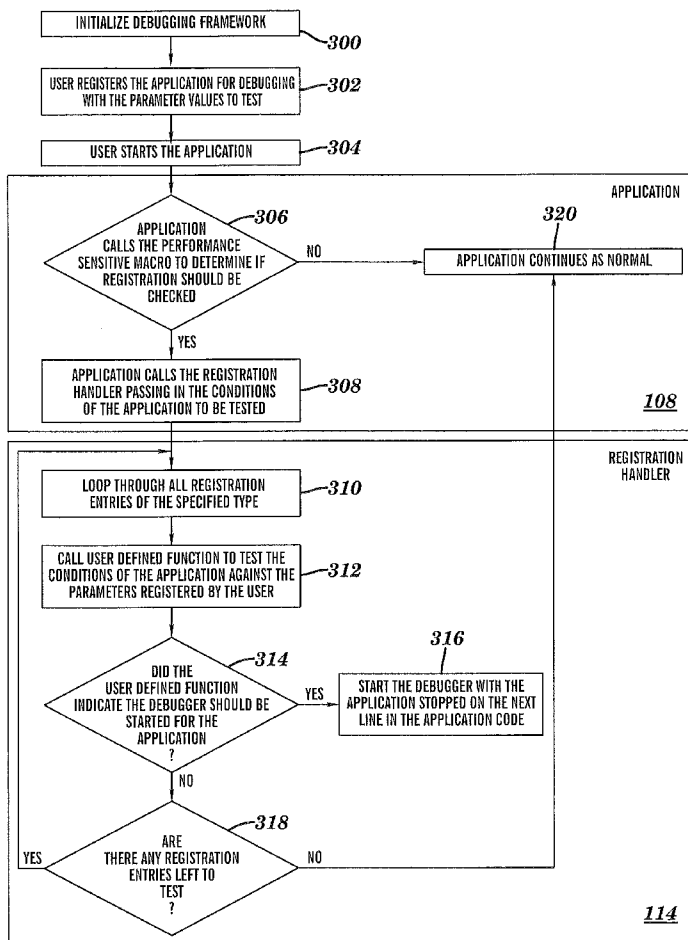 INITIALIZE DEBUGGING FRAMEWORK
300
USER REGISTERS THE APPLICATION FOR DEBUGGING
WITH THE PARAMETER VALUES TO TEST
302
USER STARTS THE APPLICATION
304
APPLICATION
306
APPLICATION
CALLS THE PERFORMANCE
SENSITIVE MACRO TO DETERMINE IF
REGISTRATION SHOULD BE
CHECKED
NO
320
APPLICATION CONTINUES AS NORMAL
YES
APPLICATION CALLS THE REGISTRATION
HANDLER PASSING IN THE CONDITIONS
OF THE APPLICATION TO BE TESTED
308
108
REGISTRATION
HANDLER
LOOP THROUGH ALL REGISTRATION
ENTRIES OF THE SPECIFIED TYPE
310
CALL USER DEFINED FUNCTION TO TEST THE
CONDITIONS OF THE APPLICATION AGAINST THE
PARAMETERS REGISTERED BY THE USER
312
314
DID THE
USER DEFINED FUNCTION
INDICATE THE DEBUGGER SHOULD BE
STARTED FOR THE
APPLICATION
?
YES
316
START THE DEBUGGER WITH THE
APPLICATION STOPPED ON THE NEXT
LINE IN THE APPLICATION CODE
NO
318
ARE
THERE ANY REGISTRATION
ENTRIES LEFT TO
TEST
?
YES
NO
114